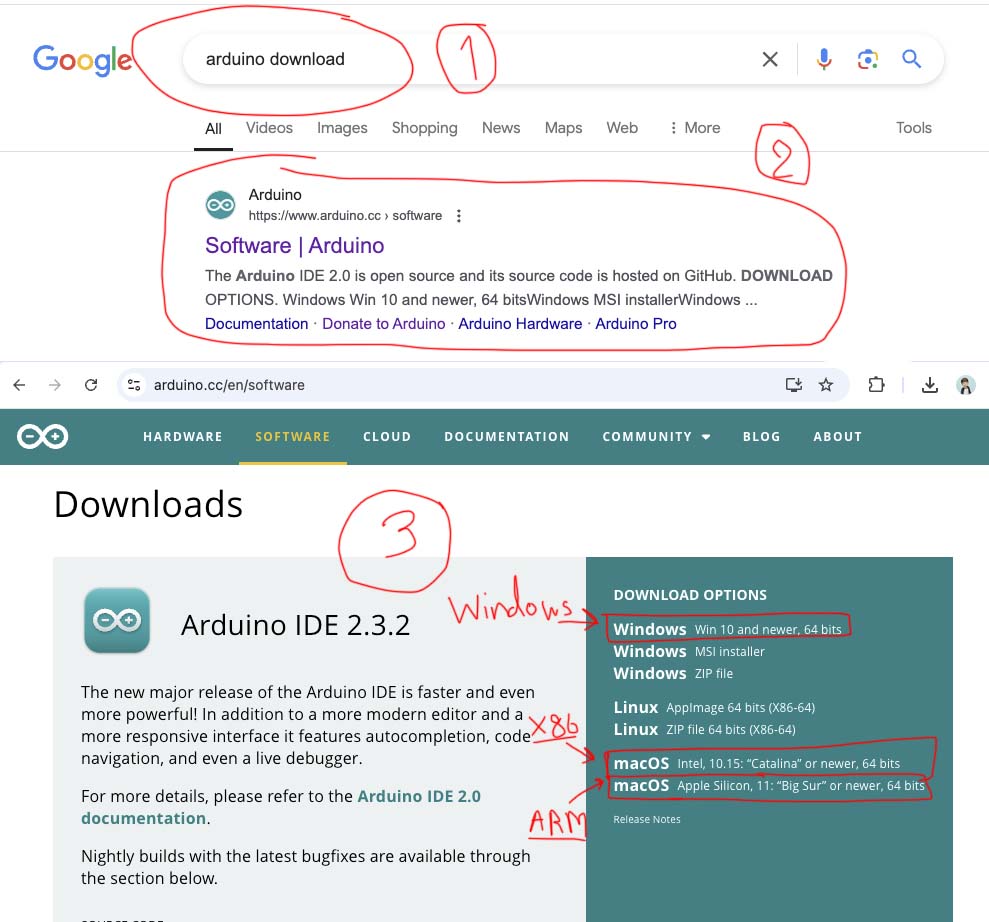 Google
arduino download
1
All Videos Images Shopping News Maps Web More Tools
2
Arduino
https://www.arduino.cc › software
Software | Arduino
The Arduino IDE 2.0 is open source and its source code is hosted on GitHub. DOWNLOAD
OPTIONS. Windows Win 10 and newer, 64 bitsWindows MSI installerWindows ...
Documentation · Donate to Arduino · Arduino Hardware · Arduino Pro
arduino.cc/en/software
HARDWARE SOFTWARE CLOUD DOCUMENTATION COMMUNITY BLOG ABOUT
Downloads
3
Arduino IDE 2.3.2
The new major release of the Arduino IDE is faster and even
more powerful! In addition to a more modern editor and a
more responsive interface it features autocompletion, code
navigation, and even a live debugger.
For more details, please refer to the Arduino IDE 2.0
documentation.
Nightly builds with the latest bugfixes are available through
the section below.
SOURCE CODE
Windows
X86
ARM
DOWNLOAD OPTIONS
Windows Win 10 and newer, 64 bits
Windows MSI installer
Windows ZIP file
Linux AppImage 64 bits (X86-64)
Linux ZIP file 64 bits (X86-64)
macOS Intel, 10.15: “Catalina” or newer, 64 bits
macOS Apple Silicon, 11: “Big Sur” or newer, 64 bits
Release Notes